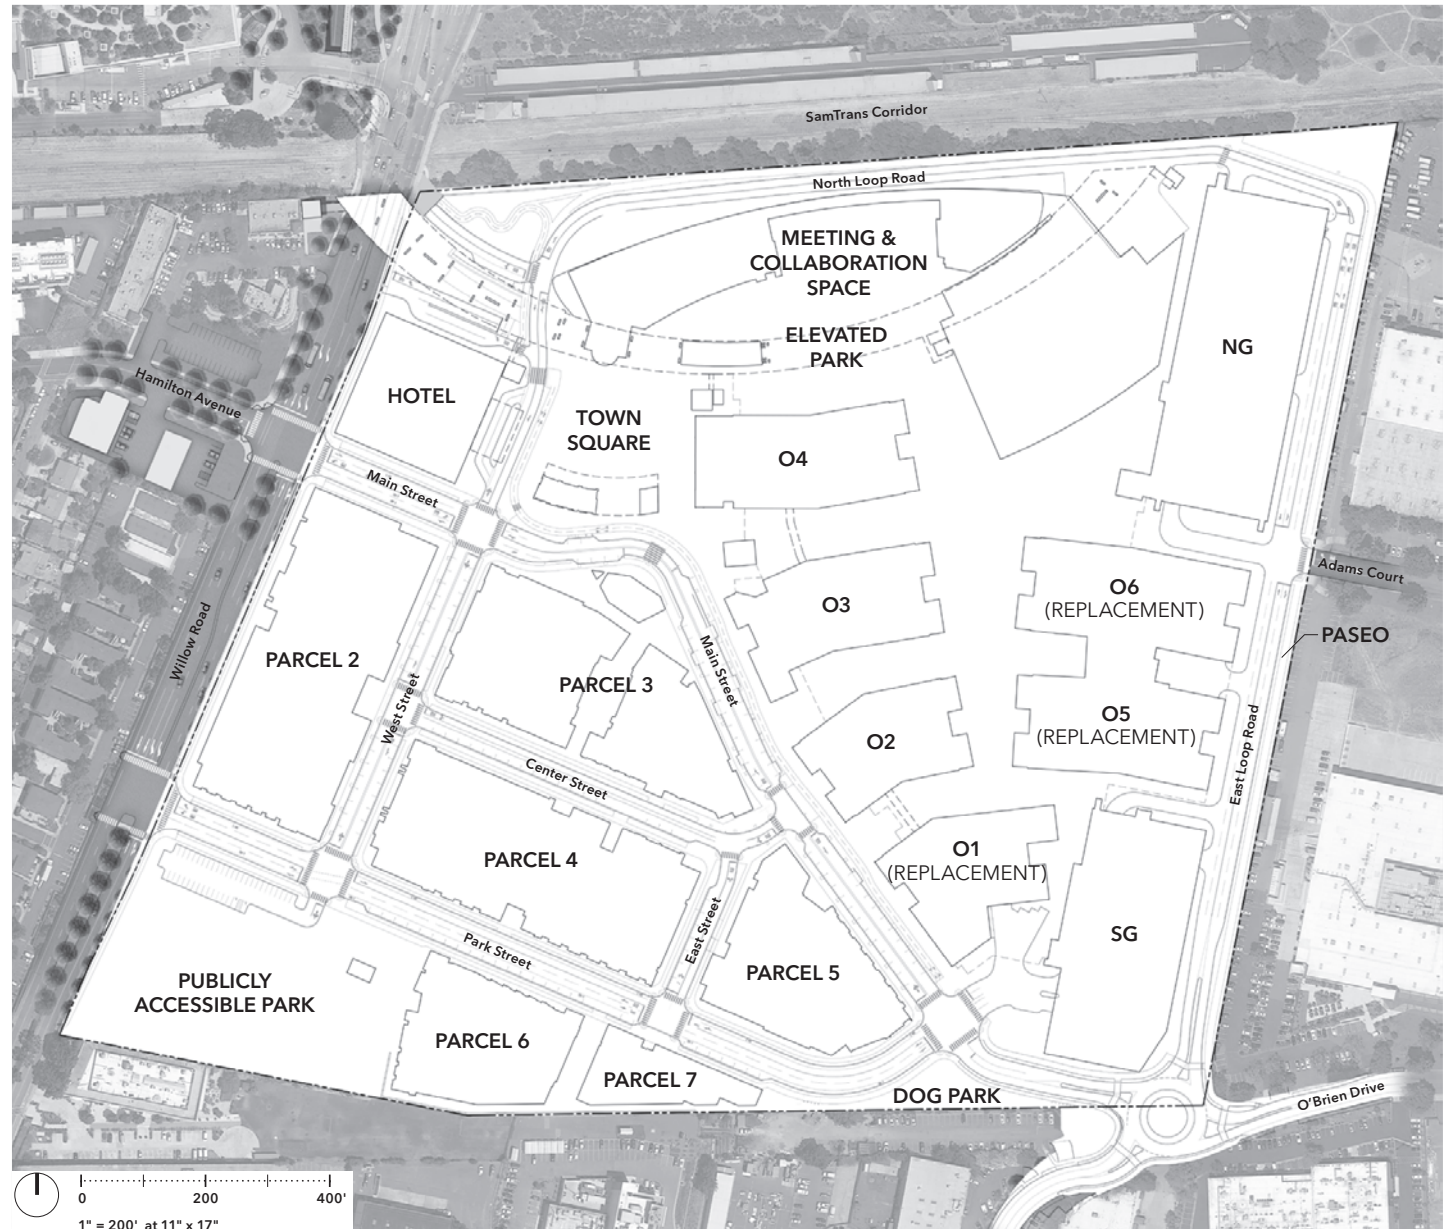 SamTrans Corridor
North Loop Road
MEETING &
COLLABORATION
SPACE
ELEVATED
PARK
NG
HOTEL
Hamilton Avenue
TOWN
SQUARE
O4
Main Street
Adams Court
O6
(REPLACEMENT)
O3
PASEO
Willow Road
PARCEL 2
West Street
PARCEL 3
Main Street
O5
(REPLACEMENT)
O2
East Loop Road
Center Street
PARCEL 4
O1
(REPLACEMENT)
East Street
SG
Park Street
PARCEL 5
PUBLICLY
ACCESSIBLE PARK
PARCEL 6
PARCEL 7
DOG PARK
O'Brien Drive
0 200 400'
1" = 200' at 11" x 17"